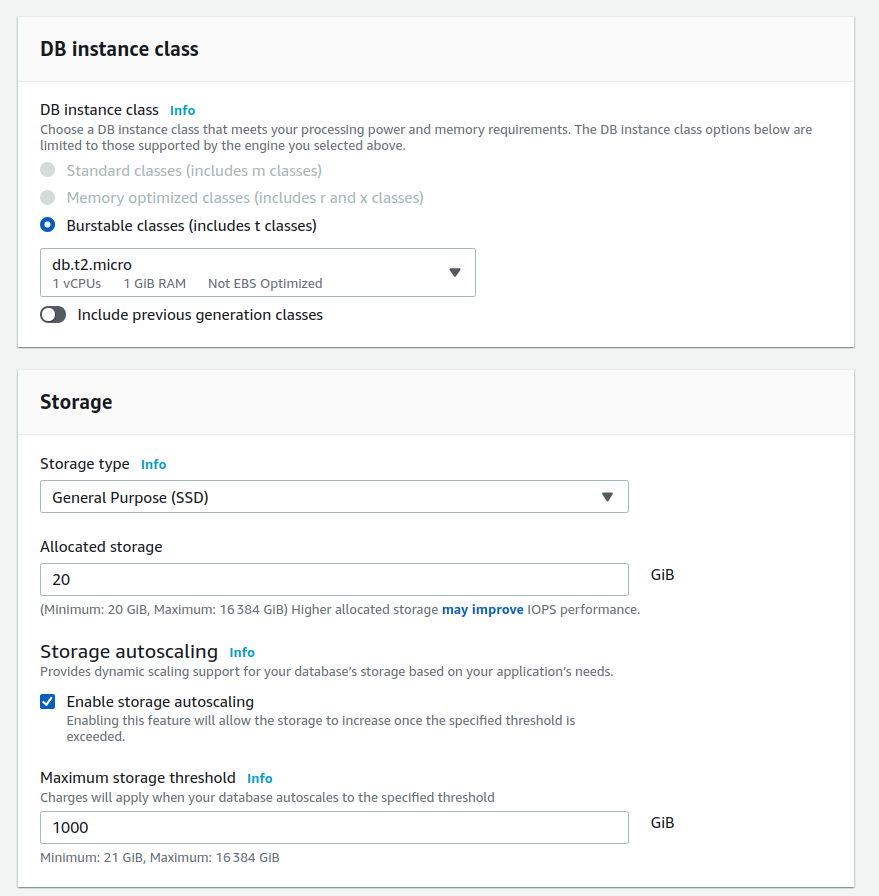 DB instance class
DB instance class Info
Choose a DB instance class that meets your processing power and memory requirements. The DB instance class options below are
limited to those supported by the engine you selected above.
Standard classes (includes m classes)
Memory optimized classes (includes r and x classes)
Burstable classes (includes t classes)
db.t2.micro
1 vCPUs 1 GiB RAM Not EBS Optimized
Include previous generation classes
Storage
Storage type Info
General Purpose (SSD)
Allocated storage
20 GiB
(Minimum: 20 GiB, Maximum: 16 384 GiB) Higher allocated storage may improve IOPS performance.
Storage autoscaling Info
Provides dynamic scaling support for your database's storage based on your application's needs.
Enable storage autoscaling
Enabling this feature will allow the storage to increase once the specified threshold is
exceeded.
Maximum storage threshold Info
Charges will apply when your database autoscales to the specified threshold
1000 GiB
Minimum: 21 GiB, Maximum: 16 384 GiB